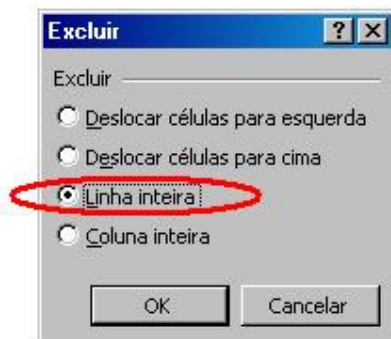 Excluir
Excluir
Deslocar células para esquerda
Deslocar células para cima
Linha inteira
Coluna inteira
OK Cancelar